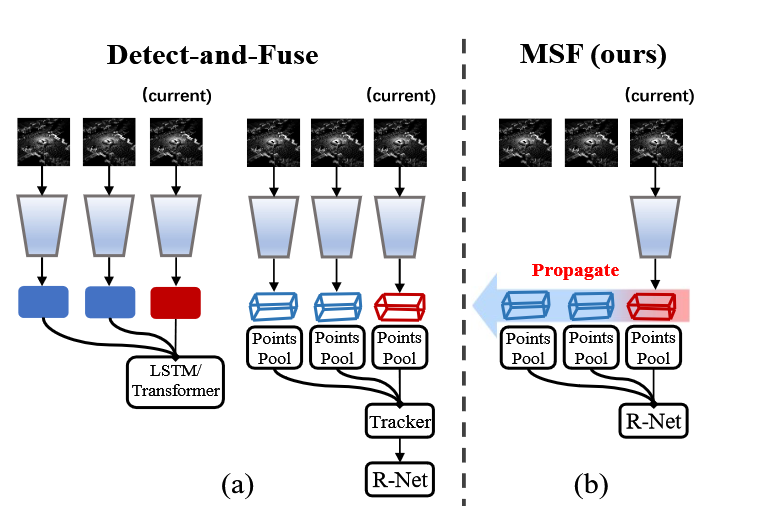 Detect-and-Fuse
MSF (ours)
(current)
(current)
(current)
Propagate
Points
Pool
Points
Pool
Points
Pool
Points
Pool
Points
Pool
Points
Pool
LSTM/
Transformer
Tracker
R-Net
R-Net
(a)
(b)